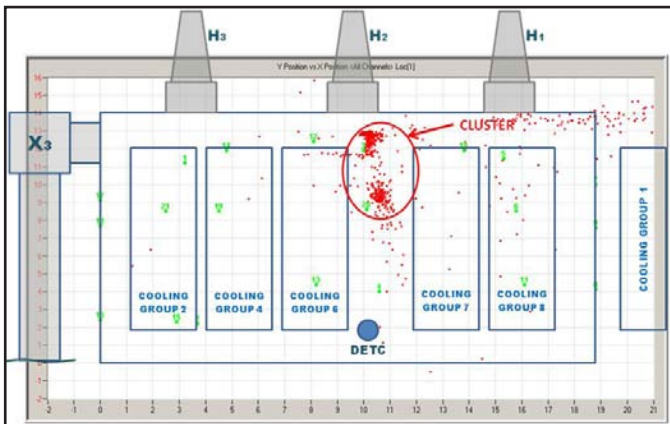 H3
H2
H1
Y Position vs.X Position <All Channels> Loc[1]
X3
CLUSTER
16
15
14
13
12
11
10
9
8
7
6
5
4
3
2
1
0
-1
-2
COOLING
GROUP 2
COOLING
GROUP 4
COOLING
GROUP 6
COOLING
GROUP 7
COOLING
GROUP 8
COOLING GROUP 1
DETC
-2 -1 0 1 2 3 4 5 6 7 8 9 10 11 12 13 14 15 16 17 18 19 20 21